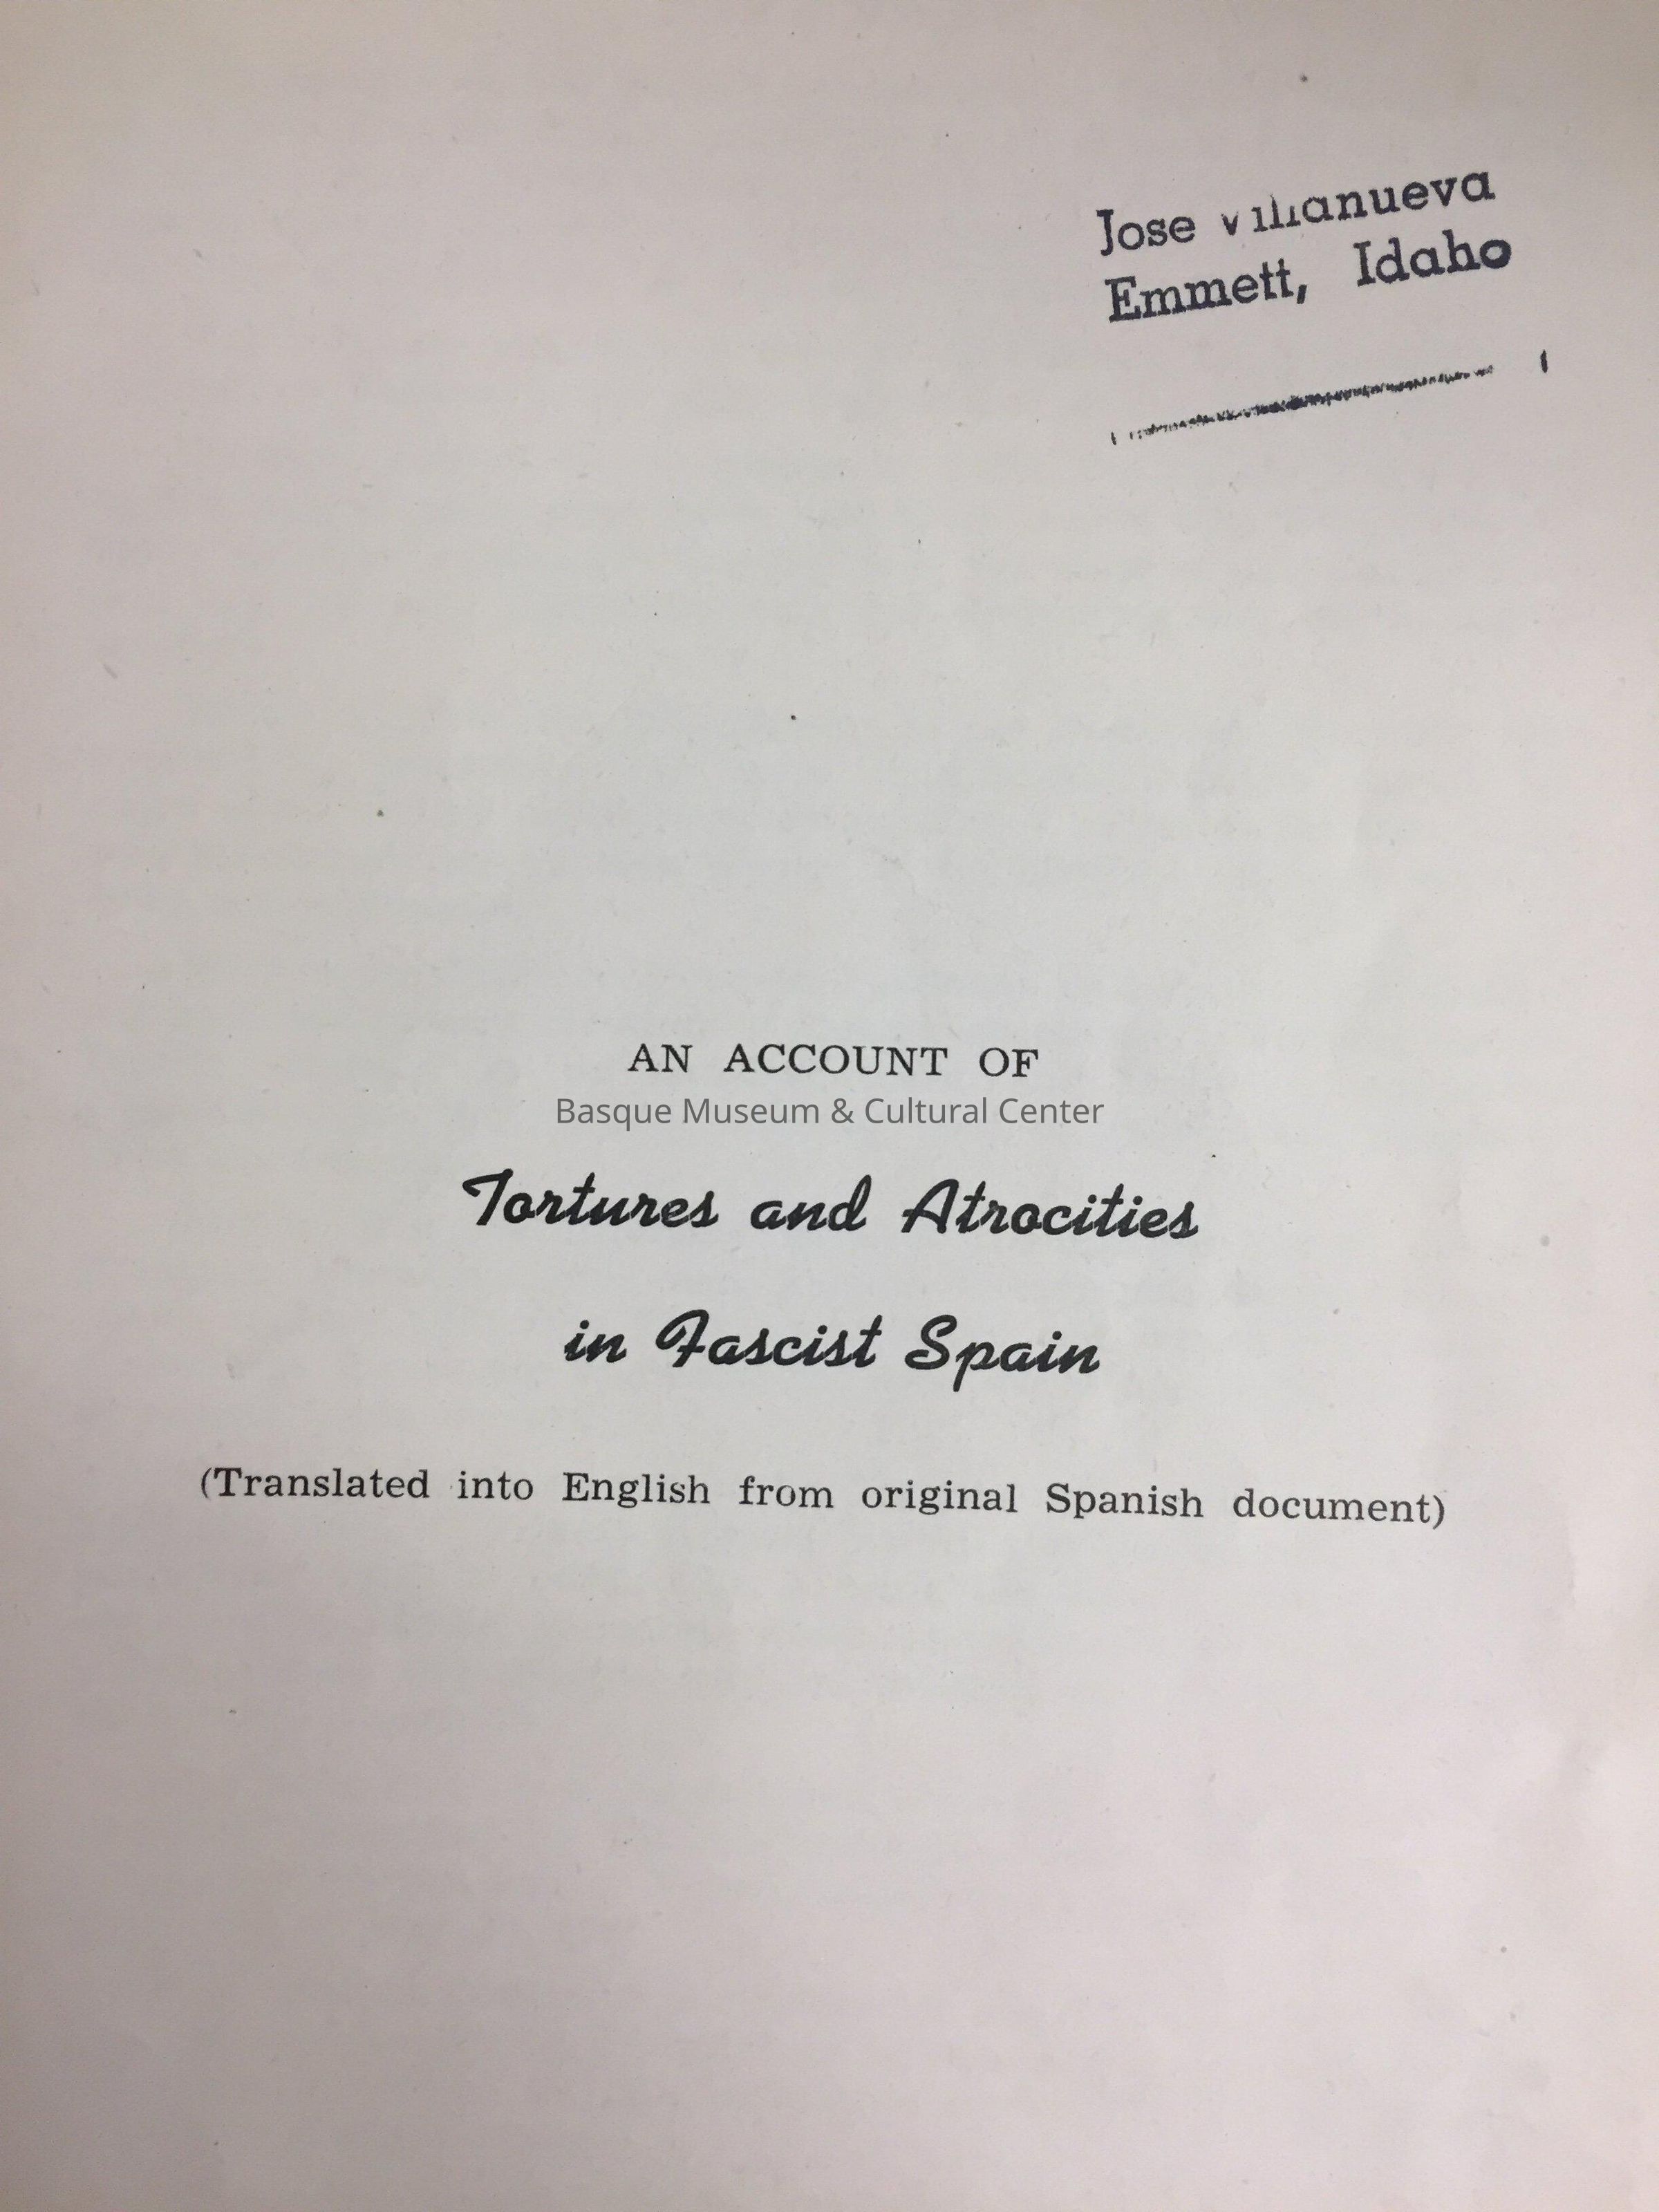 Jose Villanueva
Emmett, Idaho
AN ACCOUNT OF
Basque Museum & Cultural Center
Tortures and Atrocities
in Fascist Spain
(Translated into English from original Spanish document)